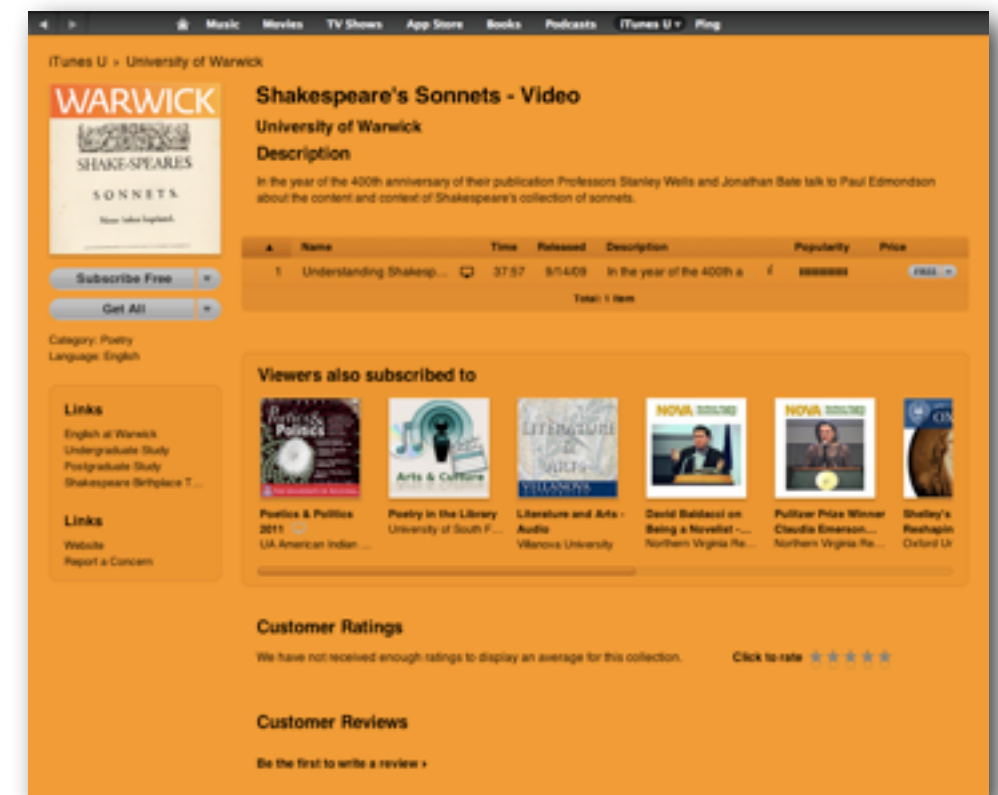 Music Movies TV Shows App Store Books Podcasts iTunes U Ping
iTunes U > University of Warwick
WARWICK
SHAKE-SPEARES
SONNETS
Subscribe Free
Get All
Category: Poetry
Language: English
Links
English at Warwick
Undergraduate Study
Postgraduate Study
Shakespeare Birthplace T...
Links
Website
Report a Concern
Shakespeare's Sonnets - Video
University of Warwick
Description
In the year of the 400th anniversary of their publication Professors Stanley Wells and Jonathan Bate talk to Paul Edmondson
about the content and context of Shakespeare's collection of sonnets.
Name Time Released Description Popularity Price
1 Understanding Shakesp... 37:57 9/14/09 In the year of the 400th a FREE
Total: 1 Item
Viewers also subscribed to
Poetics &
Politics
Arts & Culture
LITERATURE
&
ARTS
VILLANOVA
NOVA
NOVA
Poetics & Politics
2011
UA American Indian ...
Poetry in the Library
University of South F...
Literature and Arts -
Audio
Villanova University
David Baldacci on
Being a Novelist -...
Northern Virginia Re...
Pulitzer Prize Winner
Claudia Emerson...
Northern Virginia Re...
Shelley's
Reshapin
Oxford Un
Customer Ratings
We have not received enough ratings to display an average for this collection. Click to rate
Customer Reviews
Be the first to write a review >